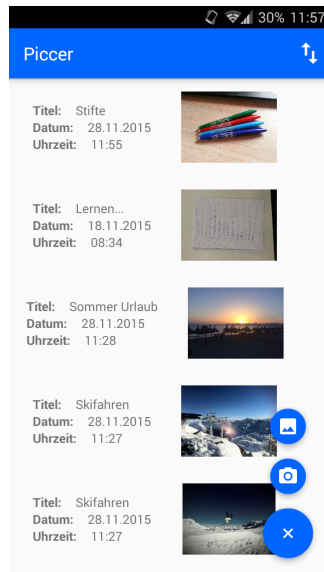 30% 11:57
Piccer
Titel: Stifte
Datum: 28.11.2015
Uhrzeit: 11:55
Titel: Lernen...
Datum: 18.11.2015
Uhrzeit: 08:34
Titel: Sommer Urlaub
Datum: 28.11.2015
Uhrzeit: 11:28
Titel: Skifahren
Datum: 28.11.2015
Uhrzeit: 11:27
Titel: Skifahren
Datum: 28.11.2015
Uhrzeit: 11:27